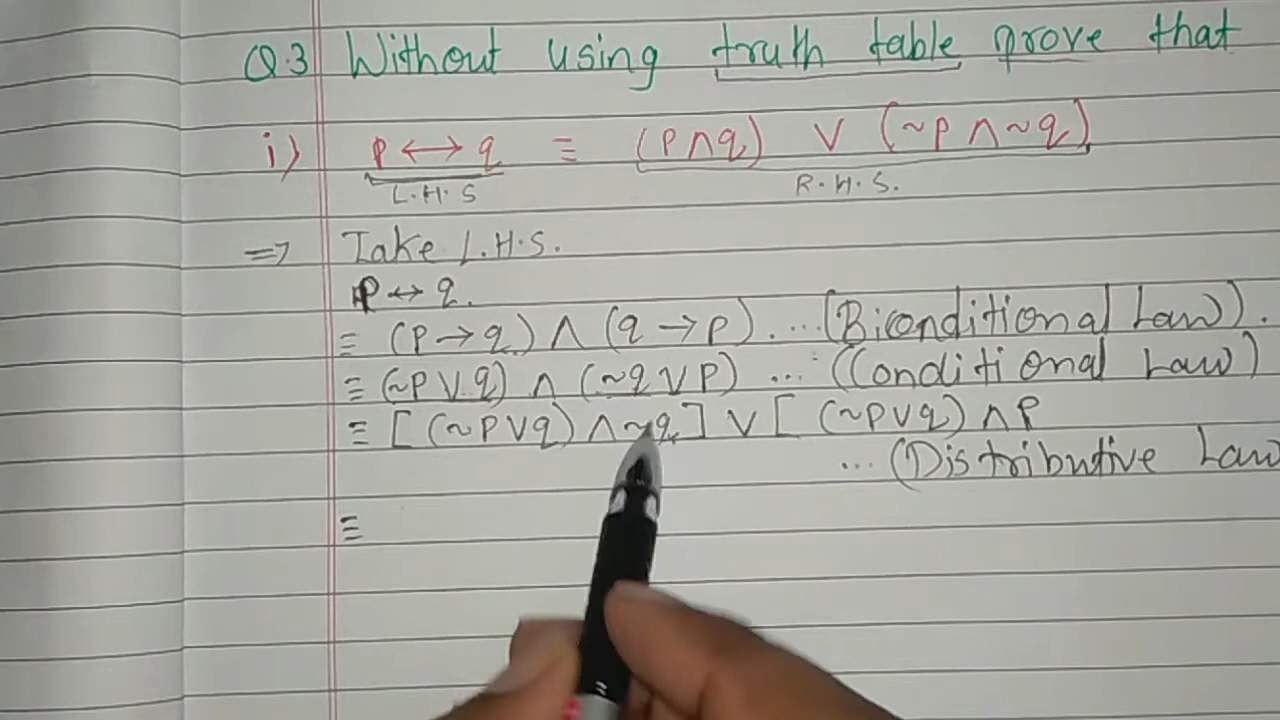 Q.3 Without using truth table prove that
i) p ↔ q ≡ (p∧q) ∨ (~p ∧ ~q)
L.H.S R.H.S.
⇒ Take L.H.S.
p ↔ q.
≡ (p → q) ∧ (q → p) .... (Biconditional Law).
≡ (~p ∨ q) ∧ (~q ∨ p) ... (Conditional Law)
≡ [(~p ∨ q) ∧ ~q] ∨ [(~p ∨ q) ∧ p
... (Distributive Law
≡